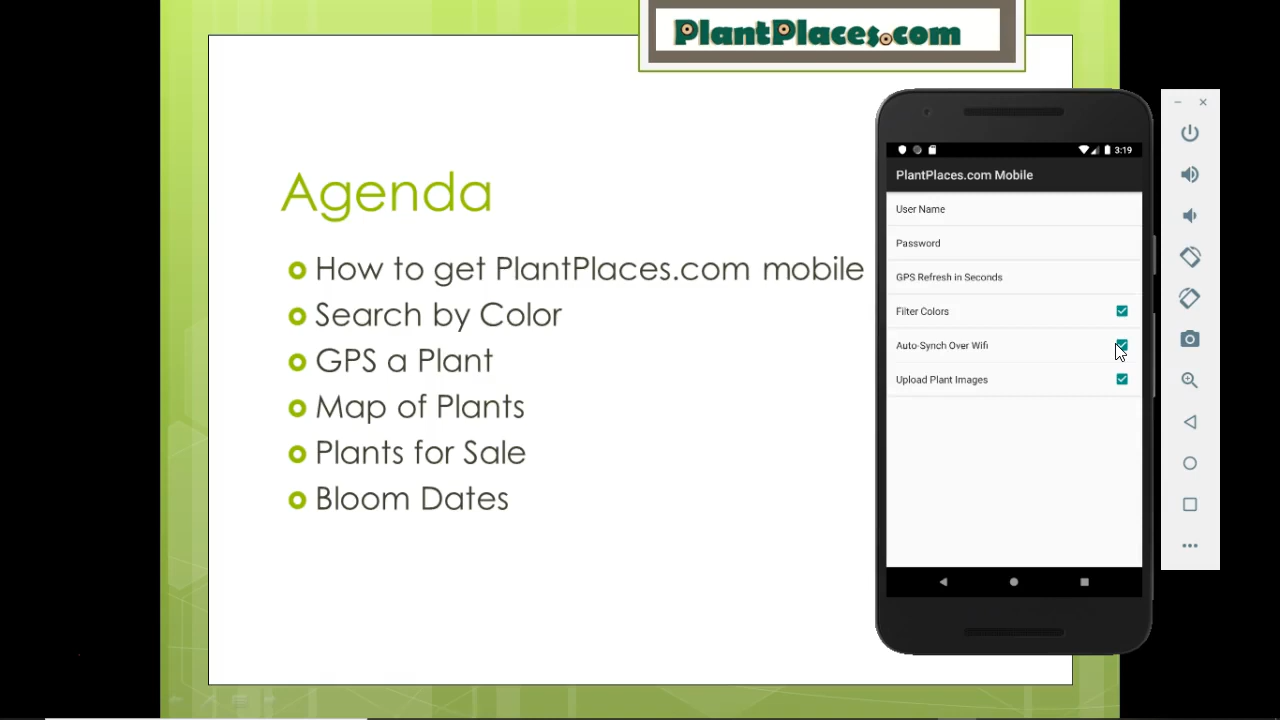 PlantPlaces.com
Agenda
How to get PlantPlaces.com mobile
Search by Color
GPS a Plant
Map of Plants
Plants for Sale
Bloom Dates
3:19
PlantPlaces.com Mobile
User Name
Password
GPS Refresh in Seconds
Filter Colors
Auto-Synch Over Wifi
Upload Plant Images